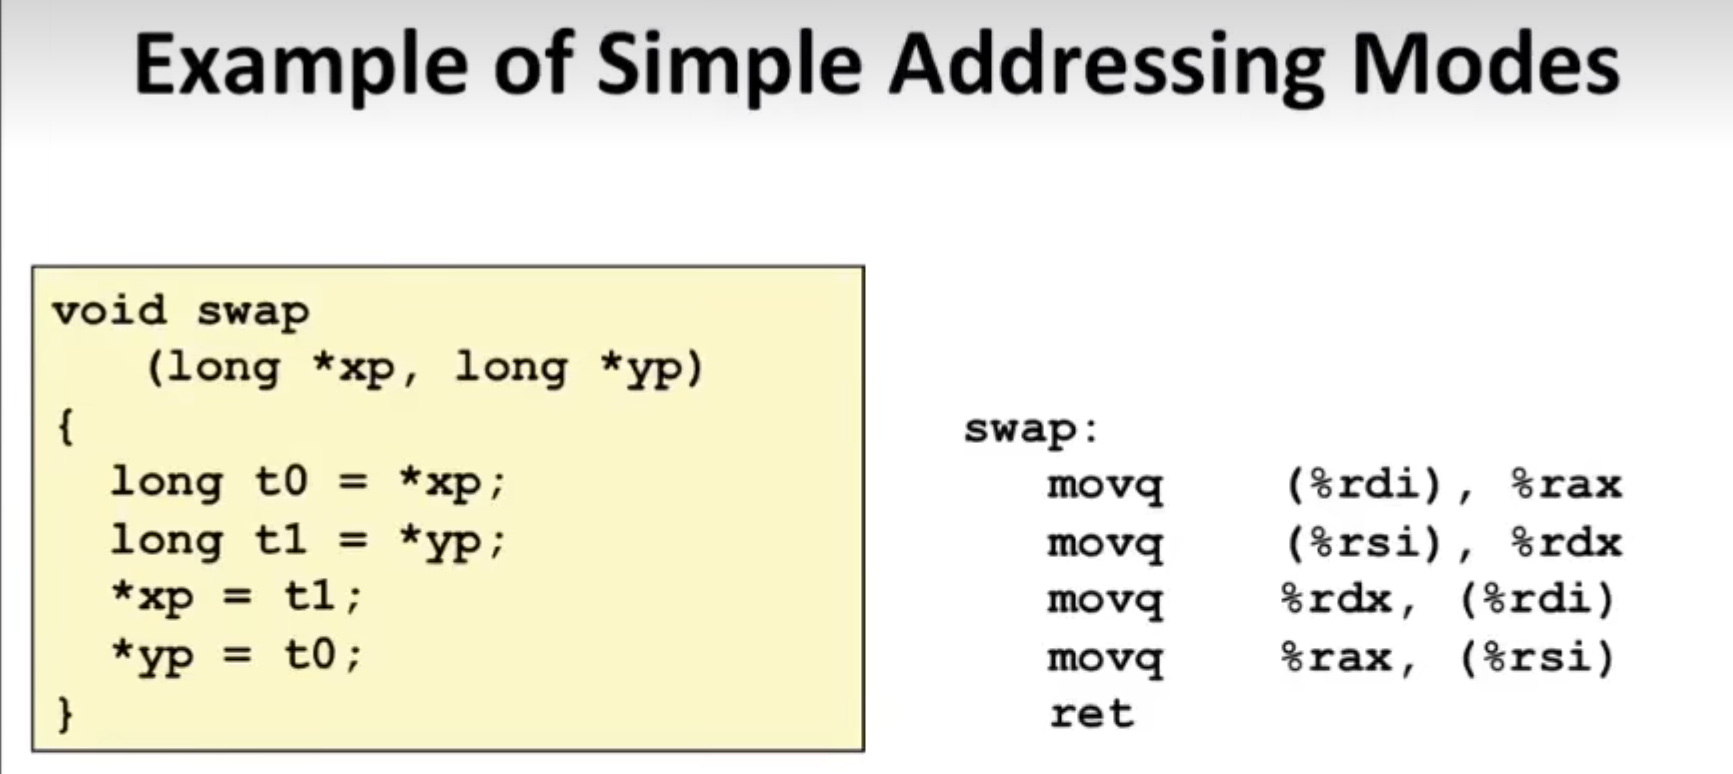 Example of Simple Addressing Modes
void swap
(long *xp, long *yp)
{
long t0 = *xp;
long t1 = *yp;
*xp = t1;
*yp = t0;
}
swap:
movq (%rdi), %rax
movq (%rsi), %rdx
movq %rdx, (%rdi)
movq %rax, (%rsi)
ret